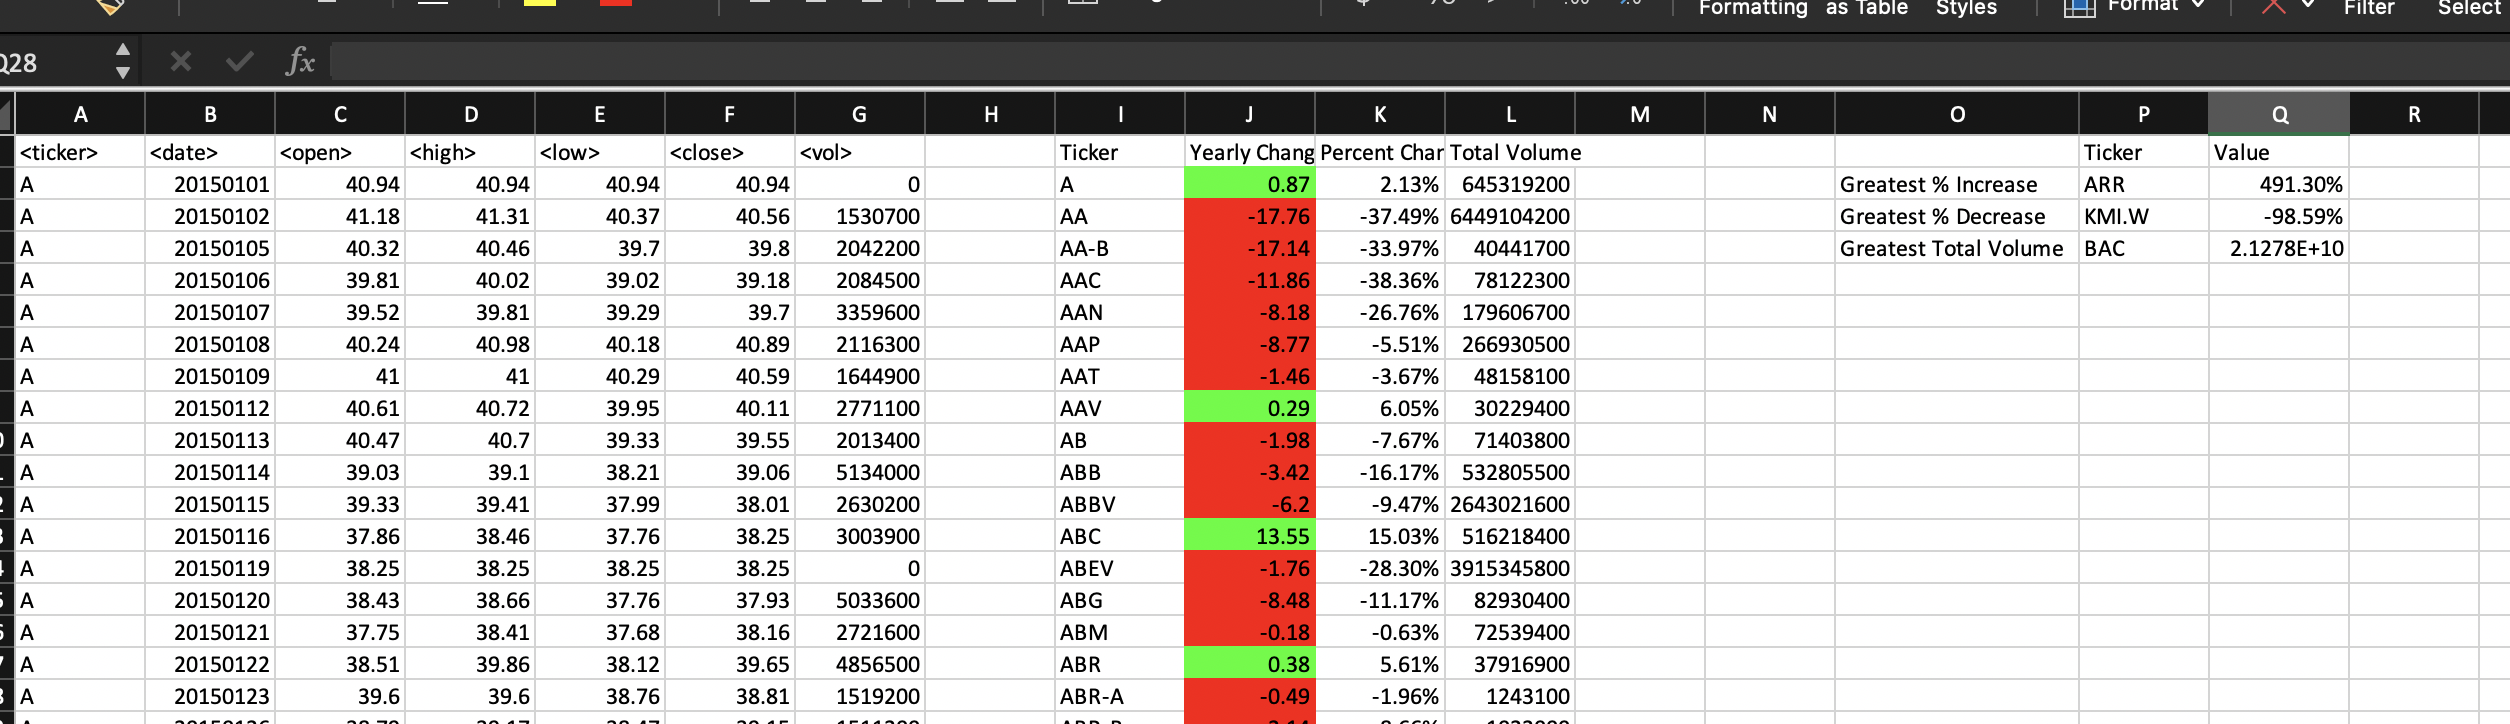 Formatting as Table Styles Format Filter Select
Q28 fx
A B C D E F G H I J K L M N O P Q R
<ticker> <date> <open> <high> <low> <close> <vol> Ticker Yearly Chang Percent Char Total Volume Ticker Value
A 20150101 40.94 40.94 40.94 40.94 0 A 0.87 2.13% 645319200 Greatest % Increase ARR 491.30%
A 20150102 41.18 41.31 40.37 40.56 1530700 AA -17.76 -37.49% 6449104200 Greatest % Decrease KMI.W -98.59%
A 20150105 40.32 40.46 39.7 39.8 2042200 AA-B -17.14 -33.97% 40441700 Greatest Total Volume BAC 2.1278E+10
A 20150106 39.81 40.02 39.02 39.18 2084500 AAC -11.86 -38.36% 78122300
A 20150107 39.52 39.81 39.29 39.7 3359600 AAN -8.18 -26.76% 179606700
A 20150108 40.24 40.98 40.18 40.89 2116300 AAP -8.77 -5.51% 266930500
A 20150109 41 41 40.29 40.59 1644900 AAT -1.46 -3.67% 48158100
A 20150112 40.61 40.72 39.95 40.11 2771100 AAV 0.29 6.05% 30229400
A 20150113 40.47 40.7 39.33 39.55 2013400 AB -1.98 -7.67% 71403800
A 20150114 39.03 39.1 38.21 39.06 5134000 ABB -3.42 -16.17% 532805500
A 20150115 39.33 39.41 37.99 38.01 2630200 ABBV -6.2 -9.47% 2643021600
A 20150116 37.86 38.46 37.76 38.25 3003900 ABC 13.55 15.03% 516218400
A 20150119 38.25 38.25 38.25 38.25 0 ABEV -1.76 -28.30% 3915345800
A 20150120 38.43 38.66 37.76 37.93 5033600 ABG -8.48 -11.17% 82930400
A 20150121 37.75 38.41 37.68 38.16 2721600 ABM -0.18 -0.63% 72539400
A 20150122 38.51 39.86 38.12 39.65 4856500 ABR 0.38 5.61% 37916900
A 20150123 39.6 39.6 38.76 38.81 1519200 ABR-A -0.49 -1.96% 1243100